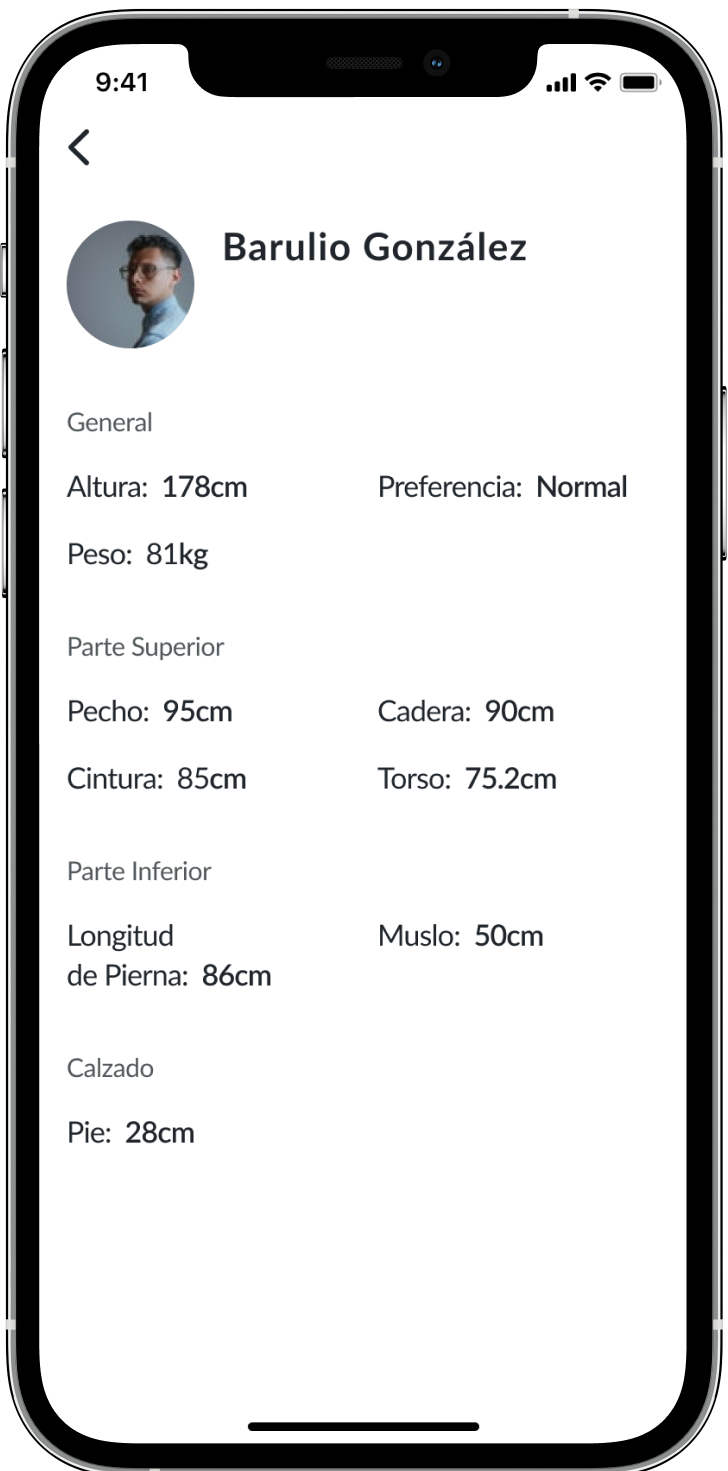 9:41
Barulio González
General
Altura: 178cm Preferencia: Normal
Peso: 81kg
Parte Superior
Pecho: 95cm Cadera: 90cm
Cintura: 85cm Torso: 75.2cm
Parte Inferior
Longitud Muslo: 50cm
de Pierna: 86cm
Calzado
Pie: 28cm